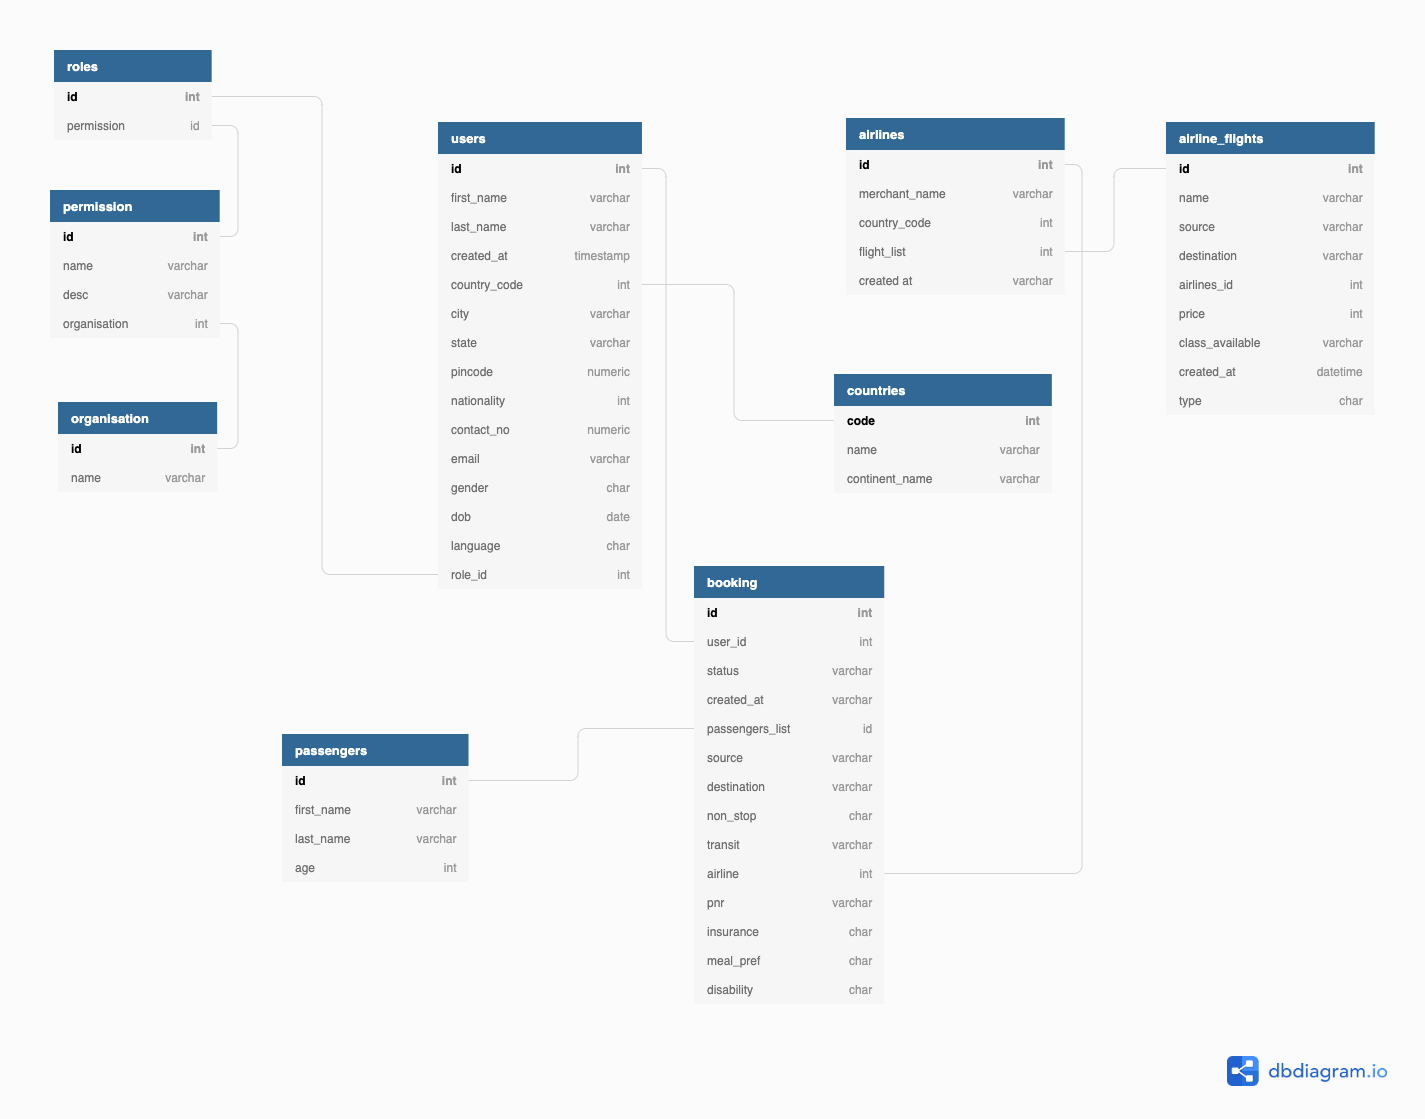 roles
id int
permission id
permission
id int
name varchar
desc varchar
organisation int
organisation
id int
name varchar
users
id int
first_name varchar
last_name varchar
created_at timestamp
country_code int
city varchar
state varchar
pincode numeric
nationality int
contact_no numeric
email varchar
gender char
dob date
language char
role_id int
airlines
id int
merchant_name varchar
country_code int
flight_list int
created at varchar
airline_flights
id int
name varchar
source varchar
destination varchar
airlines_id int
price int
class_available varchar
created_at datetime
type char
countries
code int
name varchar
continent_name varchar
booking
id int
user_id int
status varchar
created_at varchar
passengers_list id
source varchar
destination varchar
non_stop char
transit varchar
airline int
pnr varchar
insurance char
meal_pref char
disability char
passengers
id int
first_name varchar
last_name varchar
age int
dbdiagram.io